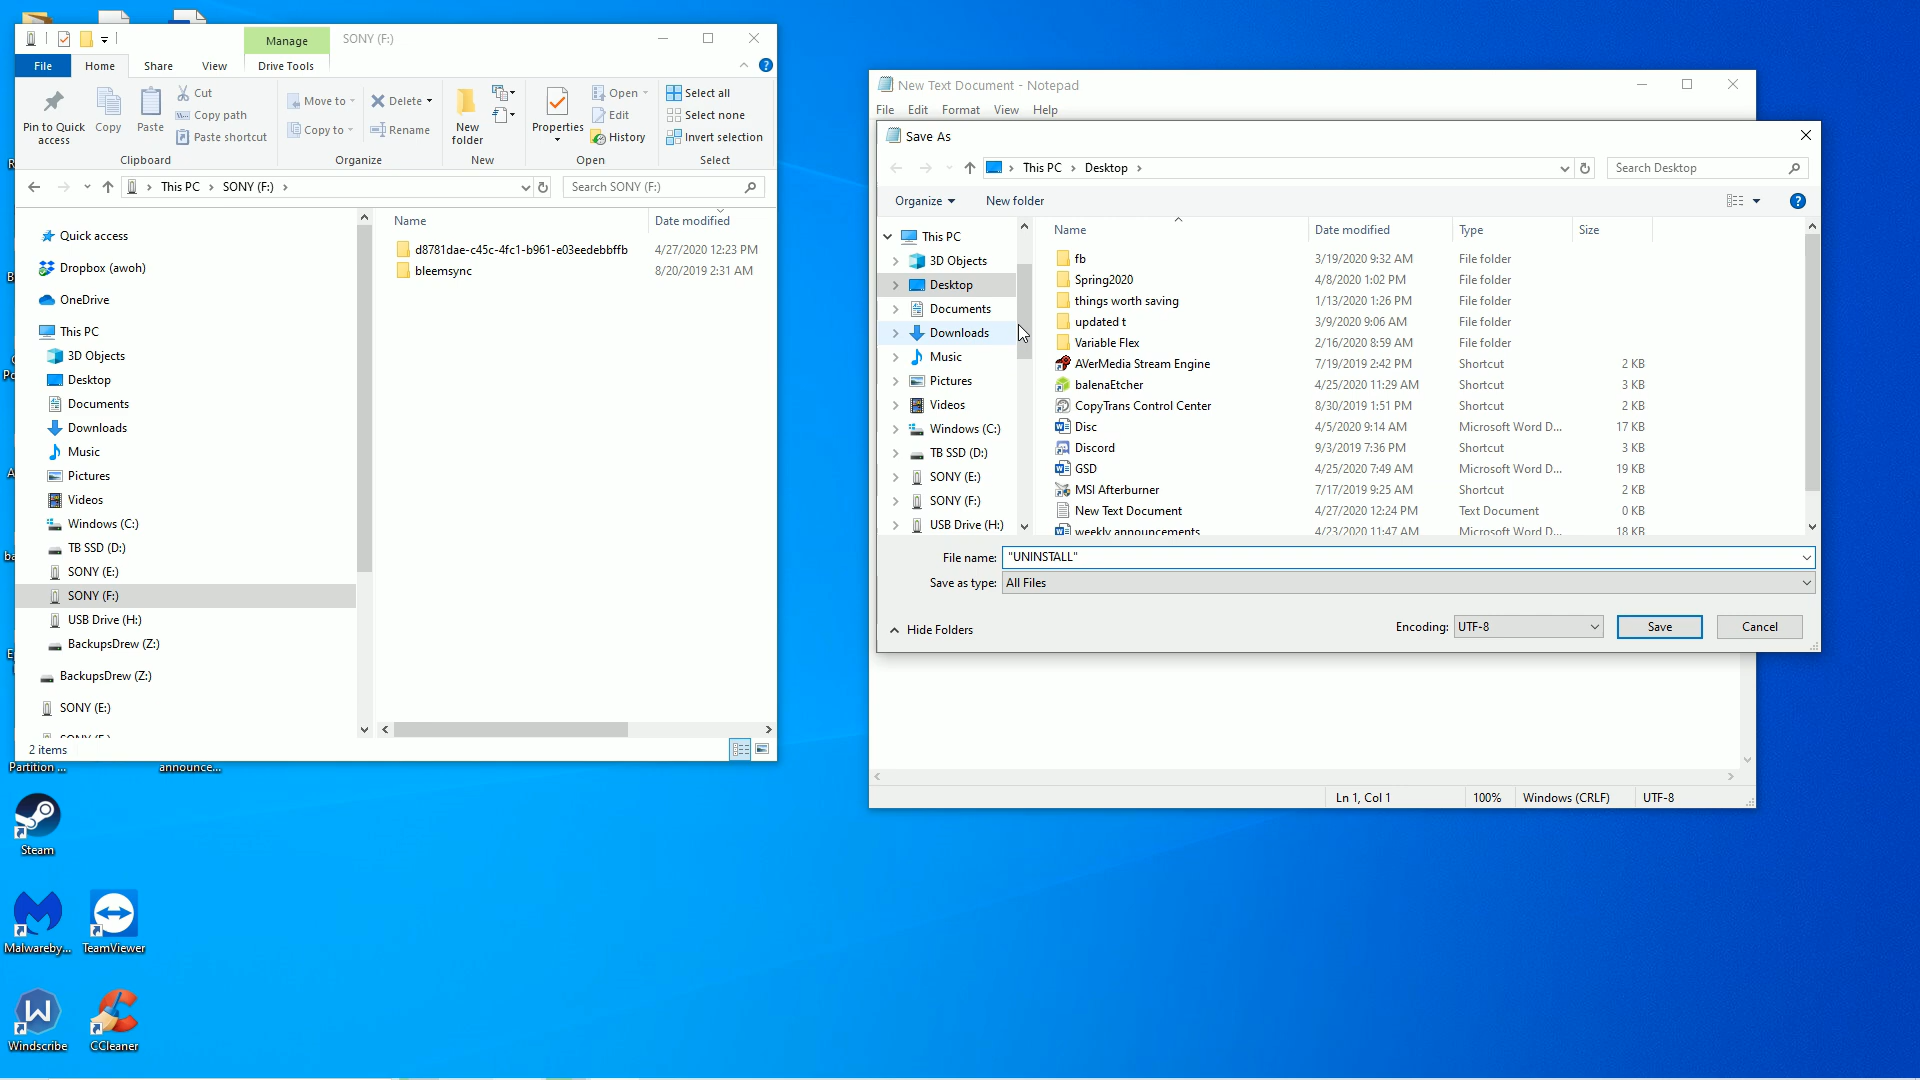 Manage
SONY (F:)
File
Home
Share
View
Drive Tools
Pin to Quick access
Copy
Paste
Cut
Copy path
Paste shortcut
Clipboard
Move to
Copy to
Delete
Rename
Organize
New folder
New
Properties
Open
Edit
History
Open
Select all
Select none
Invert selection
Select
This PC
SONY (F:)
Search SONY (F:)
Quick access
Dropbox (awoh)
OneDrive
This PC
3D Objects
Desktop
Documents
Downloads
Music
Pictures
Videos
Windows (C:)
TB SSD (D:)
SONY (E:)
SONY (F:)
USB Drive (H:)
BackupsDrew (Z:)
BackupsDrew (Z:)
SONY (E:)
Name Date modified
d8781dae-c45c-4fc1-b961-e03eedebbffb 4/27/2020 12:23 PM
bleemsync 8/20/2019 2:31 AM
2 items
Partition ...
announce...
Steam
Malwareby...
TeamViewer
Windscribe
CCleaner
New Text Document - Notepad
File Edit Format View Help
Save As
This PC
Desktop
Search Desktop
Organize
New folder
This PC
3D Objects
Desktop
Documents
Downloads
Music
Pictures
Videos
Windows (C:)
TB SSD (D:)
SONY (E:)
SONY (F:)
USB Drive (H:)
Name Date modified Type Size
fb 3/19/2020 9:32 AM File folder
Spring2020 4/8/2020 1:02 PM File folder
things worth saving 1/13/2020 1:26 PM File folder
updated t 3/9/2020 9:06 AM File folder
Variable Flex 2/16/2020 8:59 AM File folder
AVerMedia Stream Engine 7/19/2019 2:42 PM Shortcut 2 KB
balenaEtcher 4/25/2020 11:29 AM Shortcut 3 KB
CopyTrans Control Center 8/30/2019 1:51 PM Shortcut 2 KB
Disc 4/5/2020 9:14 AM Microsoft Word D... 17 KB
Discord 9/3/2019 7:36 PM Shortcut 3 KB
GSD 4/25/2020 7:49 AM Microsoft Word D... 19 KB
MSI Afterburner 7/17/2019 9:25 AM Shortcut 2 KB
New Text Document 4/27/2020 12:24 PM Text Document 0 KB
weekly announcements 4/23/2020 11:47 AM Microsoft Word D... 18 KB
File name: "UNINSTALL"
Save as type: All Files
Hide Folders
Encoding: UTF-8
Save
Cancel
Ln 1, Col 1
100%
Windows (CRLF)
UTF-8